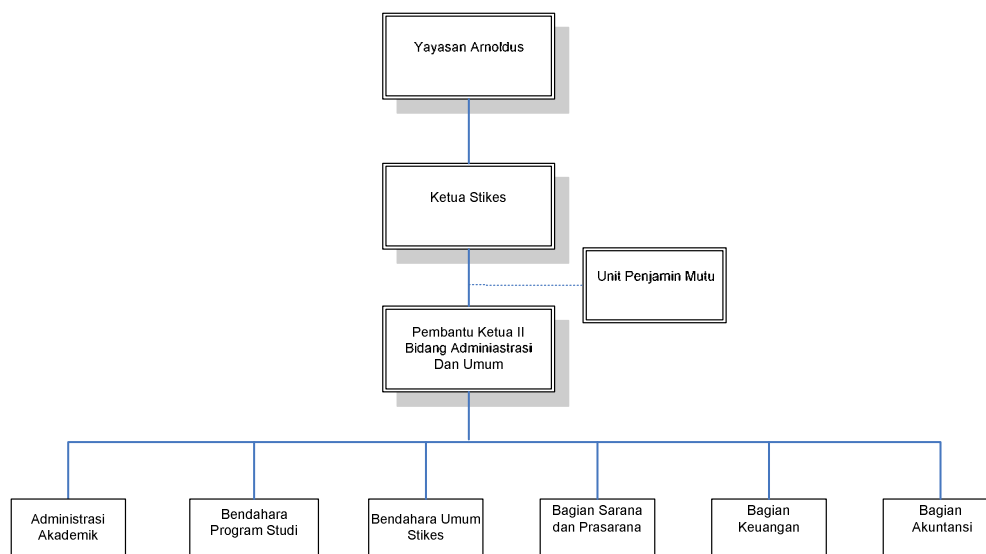 Yayasan Arnoldus
Ketua Stikes
Unit Penjamin Mutu
Pembantu Ketua II
Bidang Adminiastrasi
Dan Umum
Administrasi
Akademik
Bendahara
Program Studi
Bendahara Umum
Stikes
Bagian Sarana
dan Prasarana
Bagian
Keuangan
Bagian
Akuntansi